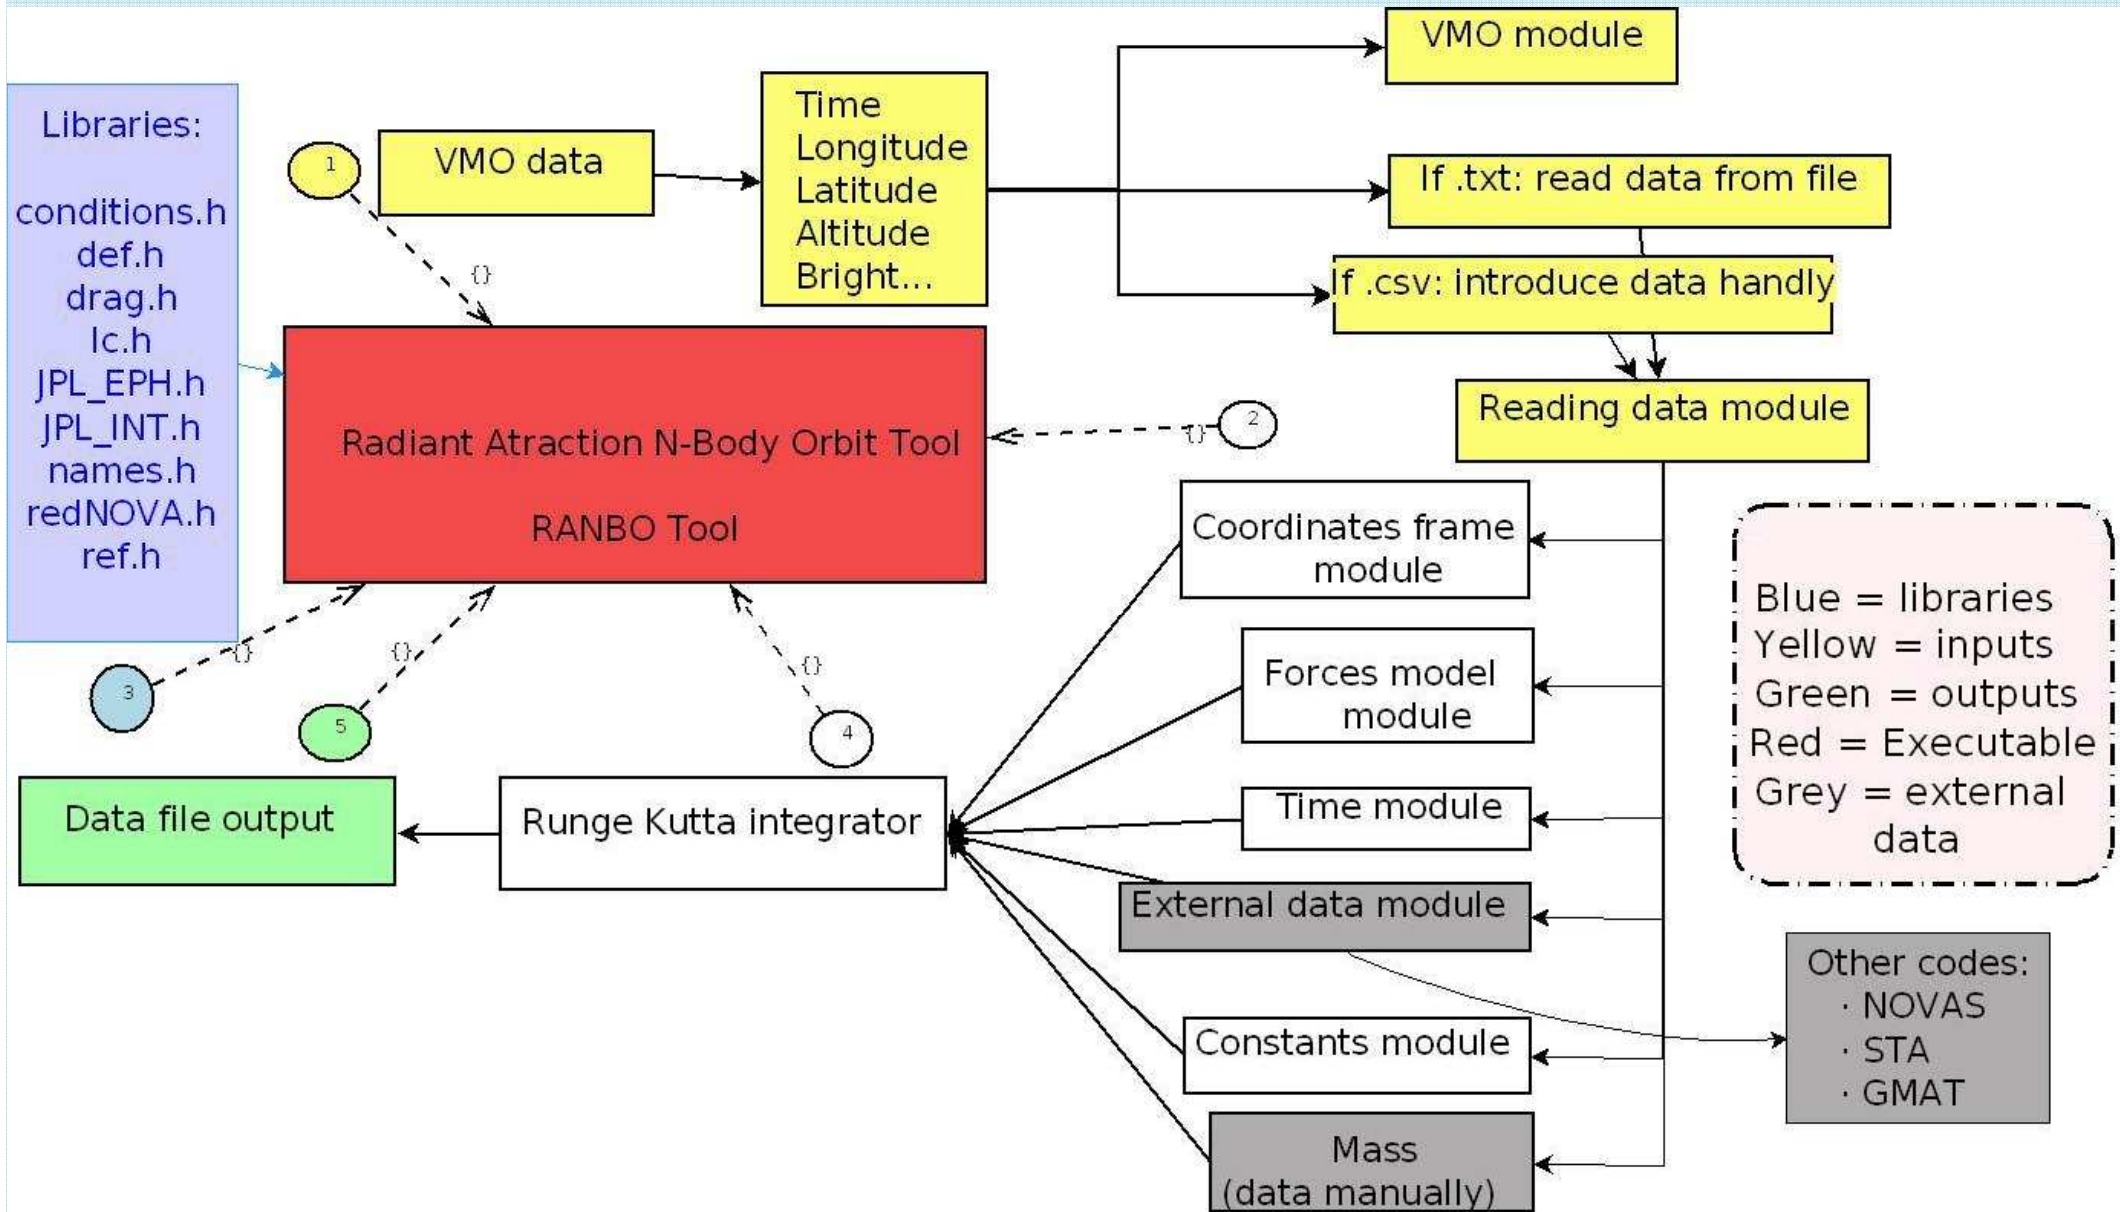 Libraries:
conditions.h
def.h
drag.h
lc.h
JPL_EPH.h
JPL_INT.h
names.h
redNOVA.h
ref.h
1
VMO data
Time
Longitude
Latitude
Altitude
Bright...
VMO module
If .txt: read data from file
If .csv: introduce data handly
Reading data module
{}
Radiant Atraction N-Body Orbit Tool
RANBO Tool
{}
2
Coordinates frame
module
Forces model
module
Time module
External data module
Constants module
Mass
(data manually)
Blue = libraries
Yellow = inputs
Green = outputs
Red = Executable
Grey = external
data
Other codes:
· NOVAS
· STA
· GMAT
{}
3
{}
5
{}
4
Data file output
Runge Kutta integrator